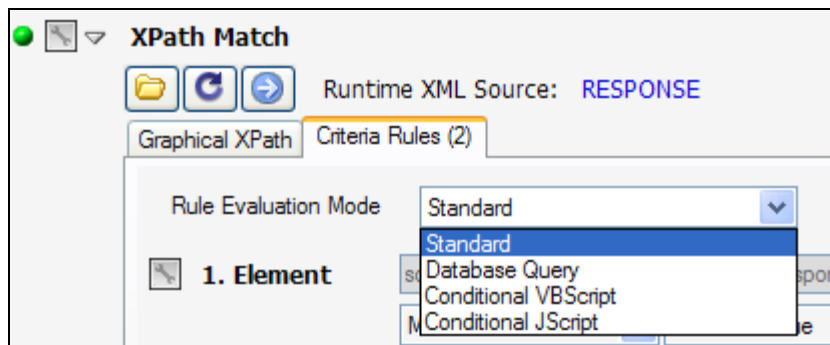 XPath Match
Runtime XML Source: RESPONSE
Graphical XPath Criteria Rules (2)
Rule Evaluation Mode Standard
Standard
1. Element
Database Query
Conditional VBScript
Conditional JScript